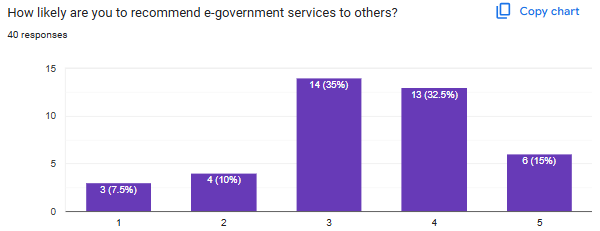 How likely are you to recommend e-government services to others?
Copy chart
40 responses
15
10
5
0
3 (7.5%)
4 (10%)
14 (35%)
13 (32.5%)
6 (15%)
1 2 3 4 5